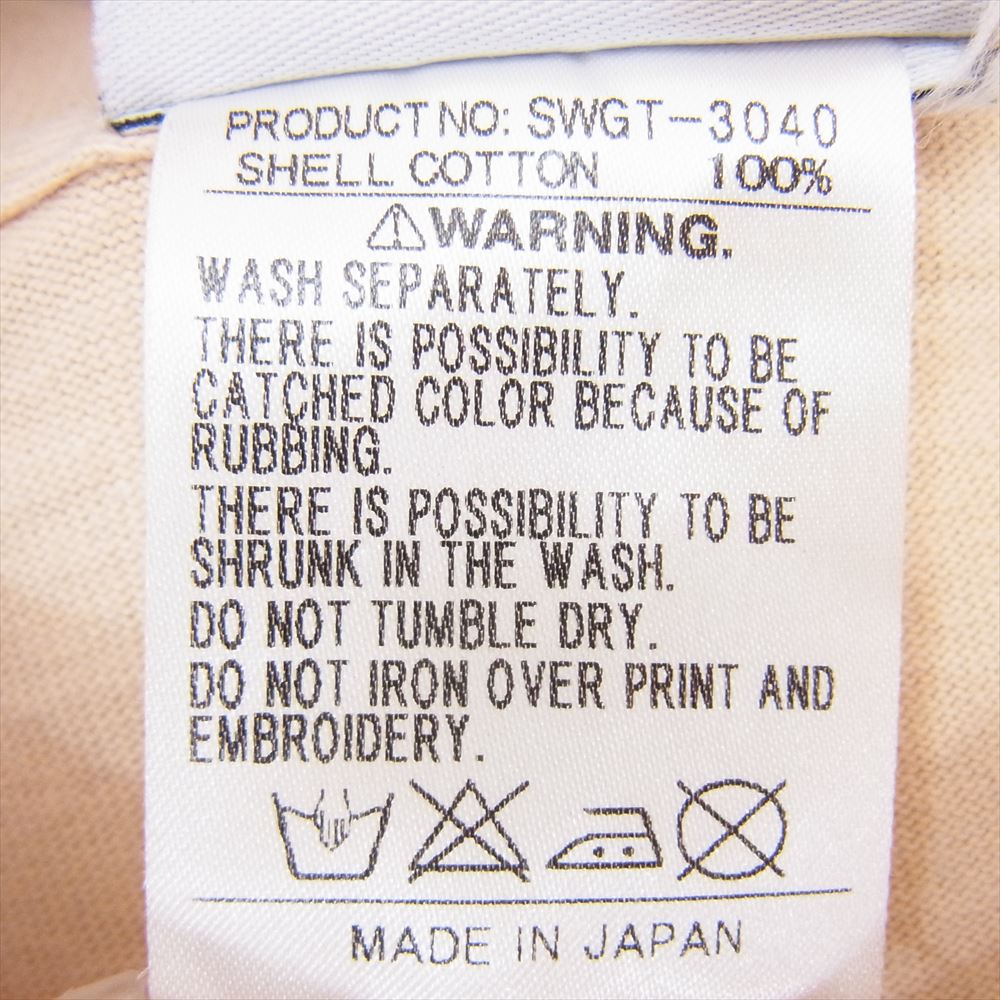 PRODUCT NO: SWGT-3040
SHELL COTTON 100%
⚠WARNING.
WASH SEPARATELY.
THERE IS POSSIBILITY TO BE
CATCHED COLOR BECAUSE OF
RUBBING.
THERE IS POSSIBILITY TO BE
SHRUNK IN THE WASH.
DO NOT TUMBLE DRY.
DO NOT IRON OVER PRINT AND
EMBROIDERY.
MADE IN JAPAN